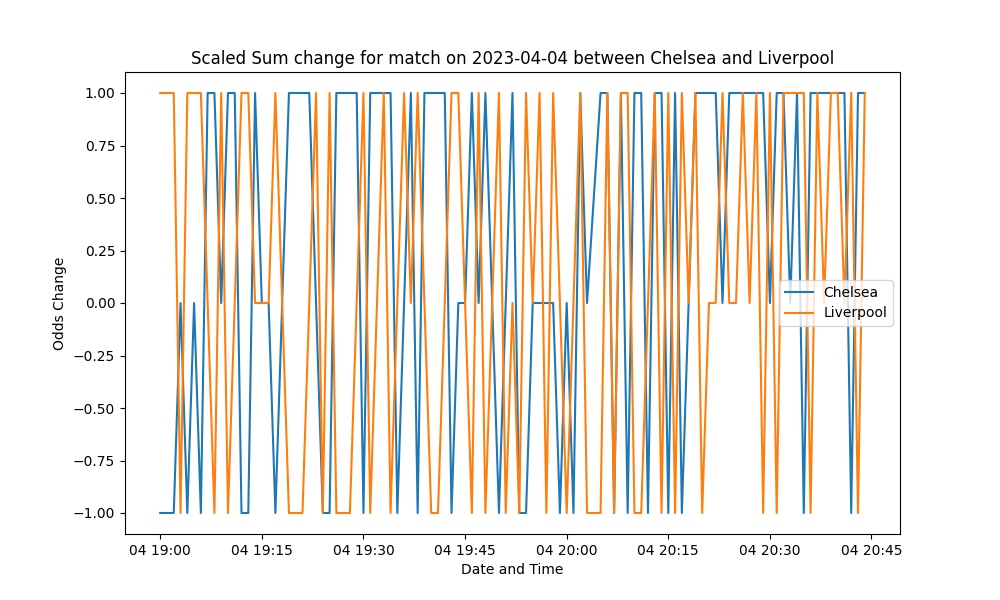 Scaled Sum change for match on 2023-04-04 between Chelsea and Liverpool
1.00
0.75
0.50
0.25
0.00
−0.25
−0.50
−0.75
−1.00
Odds Change
Chelsea
Liverpool
04 19:00 04 19:15 04 19:30 04 19:45 04 20:00 04 20:15 04 20:30 04 20:45
Date and Time